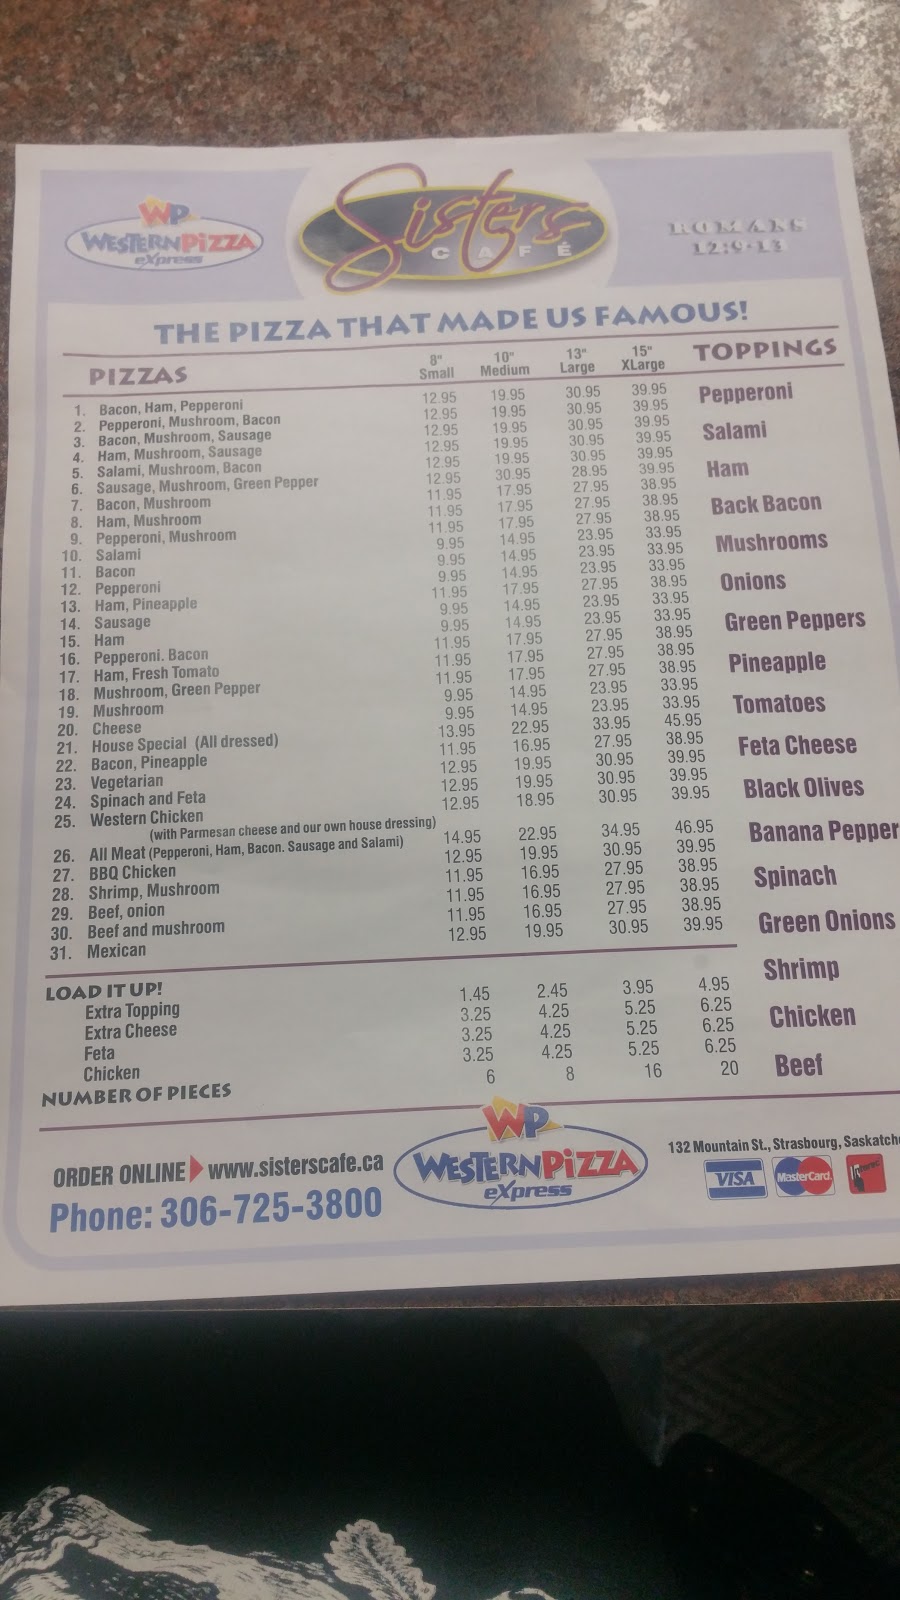 WP
WESTERN PIZZA
express
Sisters
CAFÉ
ROMANS
12:9-13
THE PIZZA THAT MADE US FAMOUS!
PIZZAS 8" Small 10" Medium 13" Large 15" XLarge
1. Bacon, Ham, Pepperoni 12.95 19.95 30.95 39.95
2. Pepperoni, Mushroom, Bacon 12.95 19.95 30.95 39.95
3. Bacon, Mushroom, Sausage 12.95 19.95 30.95 39.95
4. Ham, Mushroom, Sausage 12.95 19.95 30.95 39.95
5. Salami, Mushroom, Bacon 12.95 19.95 30.95 39.95
6. Sausage, Mushroom, Green Pepper 12.95 30.95 28.95 39.95
7. Bacon, Mushroom 11.95 17.95 27.95 38.95
8. Ham, Mushroom 11.95 17.95 27.95 38.95
9. Pepperoni, Mushroom 11.95 17.95 27.95 38.95
10. Salami 9.95 14.95 23.95 33.95
11. Bacon 9.95 14.95 23.95 33.95
12. Pepperoni 9.95 14.95 23.95 33.95
13. Ham, Pineapple 11.95 17.95 27.95 38.95
14. Sausage 9.95 14.95 23.95 33.95
15. Ham 9.95 14.95 23.95 33.95
16. Pepperoni. Bacon 11.95 17.95 27.95 38.95
17. Ham, Fresh Tomato 11.95 17.95 27.95 38.95
18. Mushroom, Green Pepper 11.95 17.95 27.95 38.95
19. Mushroom 9.95 14.95 23.95 33.95
20. Cheese 9.95 14.95 23.95 33.95
21. House Special (All dressed) 13.95 22.95 33.95 45.95
22. Bacon, Pineapple 11.95 16.95 27.95 38.95
23. Vegetarian 12.95 19.95 30.95 39.95
24. Spinach and Feta 12.95 19.95 30.95 39.95
25. Western Chicken 12.95 18.95 30.95 39.95
(with Parmesan cheese and our own house dressing)
26. All Meat (Pepperoni, Ham, Bacon. Sausage and Salami) 14.95 22.95 34.95 46.95
27. BBQ Chicken 12.95 19.95 30.95 39.95
28. Shrimp, Mushroom 11.95 16.95 27.95 38.95
29. Beef, onion 11.95 16.95 27.95 38.95
30. Beef and mushroom 11.95 16.95 27.95 38.95
31. Mexican 12.95 19.95 30.95 39.95
LOAD IT UP!
Extra Topping 1.45 2.45 3.95 4.95
Extra Cheese 3.25 4.25 5.25 6.25
Feta 3.25 4.25 5.25 6.25
Chicken 3.25 4.25 5.25 6.25
NUMBER OF PIECES 6 8 16 20
TOPPINGS
Pepperoni
Salami
Ham
Back Bacon
Mushrooms
Onions
Green Peppers
Pineapple
Tomatoes
Feta Cheese
Black Olives
Banana Pepper
Spinach
Green Onions
Shrimp
Chicken
Beef
ORDER ONLINE www.sisterscafe.ca
Phone: 306-725-3800
WP
WESTERN PIZZA
express
132 Mountain St., Strasbourg, Saskatche
VISA
MasterCard.